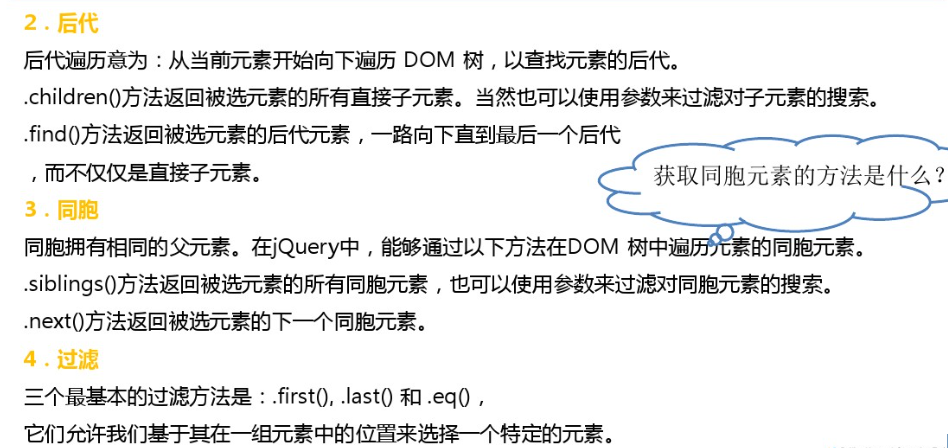 2．后代
后代遍历意为：从当前元素开始向下遍历 DOM 树，以查找元素的后代。
.children()方法返回被选元素的所有直接子元素。当然也可以使用参数来过滤对子元素的搜索。
.find()方法返回被选元素的后代元素，一路向下直到最后一个后代
，而不仅仅是直接子元素。
获取同胞元素的方法是什么？
3．同胞
同胞拥有相同的父元素。在jQuery中，能够通过以下方法在DOM 树中遍历元素的同胞元素。
.siblings()方法返回被选元素的所有同胞元素，也可以使用参数来过滤对同胞元素的搜索。
.next()方法返回被选元素的下一个同胞元素。
4．过滤
三个最基本的过滤方法是：.first(), .last() 和 .eq()，
它们允许我们基于其在一组元素中的位置来选择一个特定的元素。